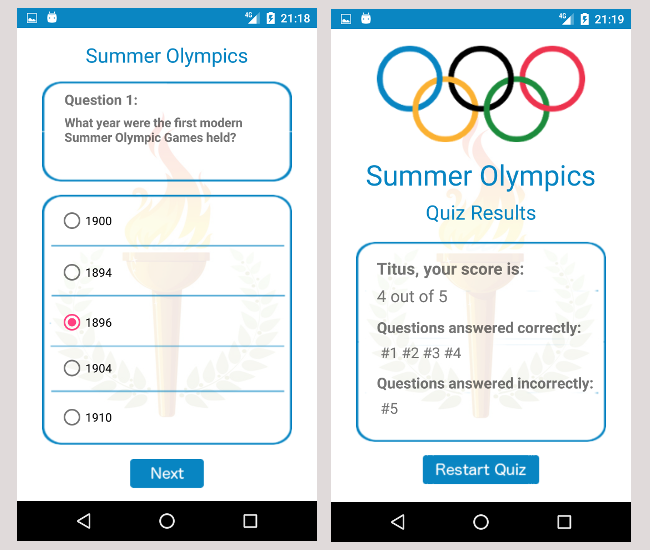 4G 21:18
Summer Olympics
Question 1:
What year were the first modern
Summer Olympic Games held?
1900
1894
1896
1904
1910
Next
4G 21:19
Summer Olympics
Quiz Results
Titus, your score is:
4 out of 5
Questions answered correctly:
#1 #2 #3 #4
Questions answered incorrectly:
#5
Restart Quiz